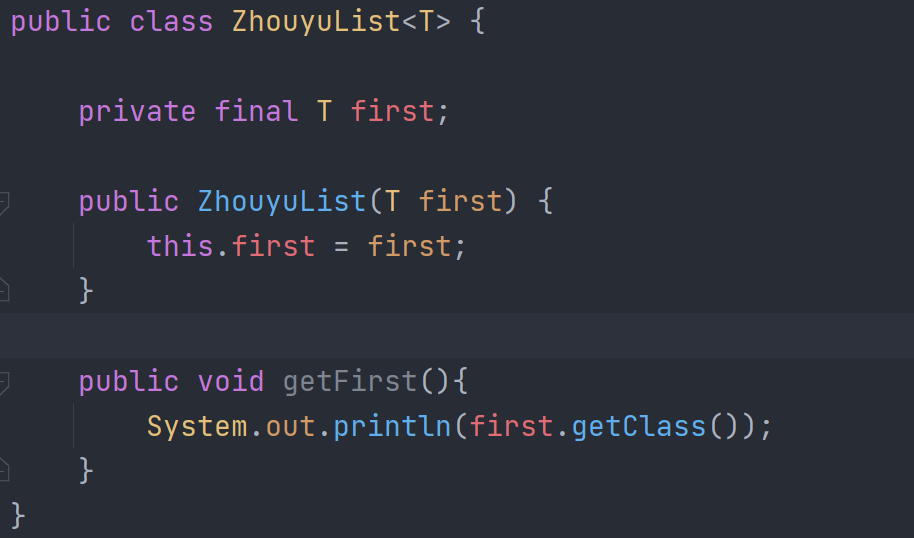 public class ZhouyuList<T> {
    private final T first;
    public ZhouyuList(T first) {
        this.first = first;
    }
    public void getFirst(){
        System.out.println(first.getClass());
    }
}